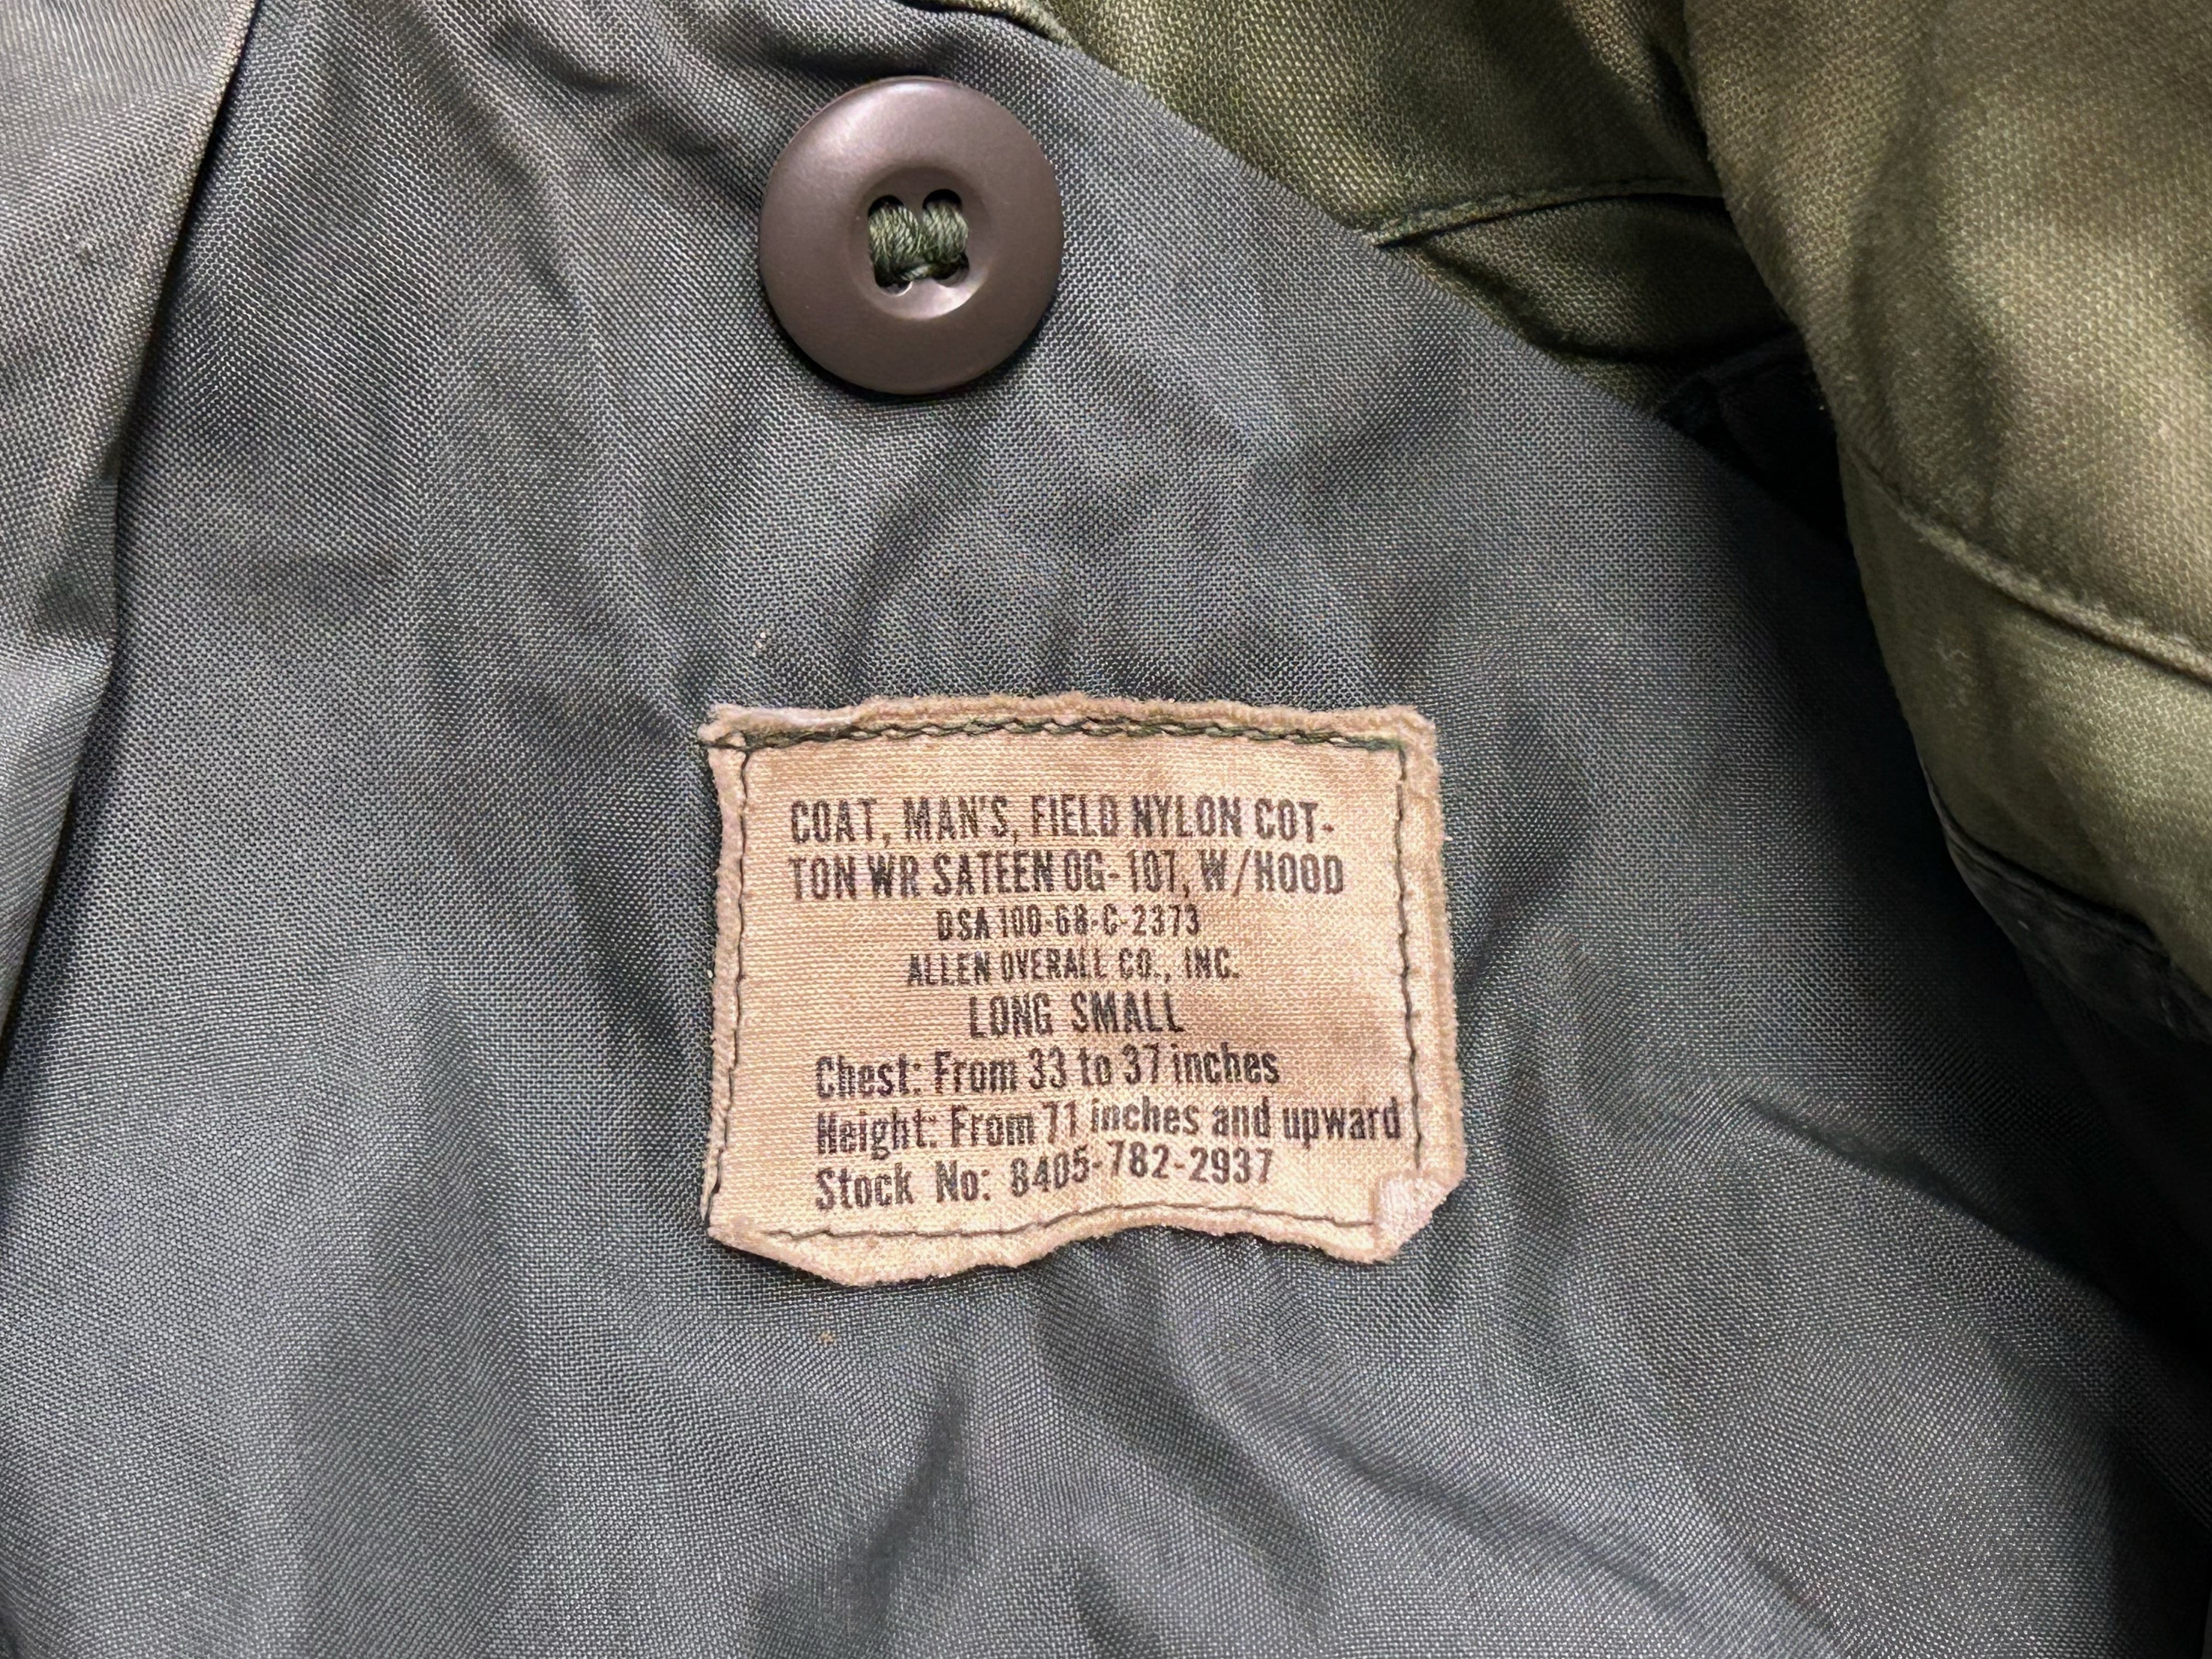 COAT, MAN'S, FIELD NYLON COT-
TON WR SATEEN OG-107, W/HOOD
DSA 100-68-C-2373
ALLEN OVERALL CO., INC.
LONG SMALL
Chest: From 33 to 37 inches
Height: From 71 inches and upward
Stock No: 8405-782-2937